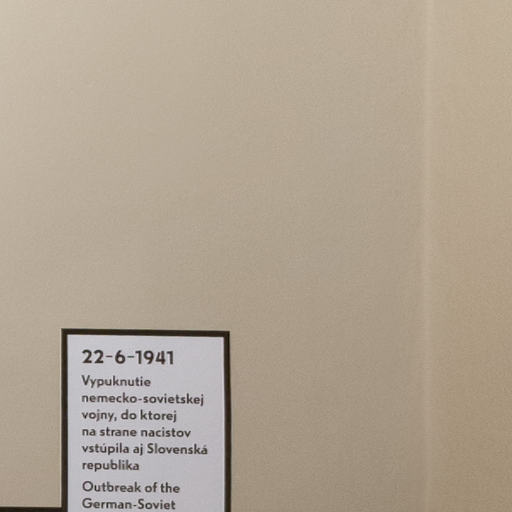 22-6-1941
Vypuknutie
nemecko-sovietskej
vojny, do ktorej
na strane nacistov
vstúpila aj Slovenská
republika
Outbreak of the
German-Soviet